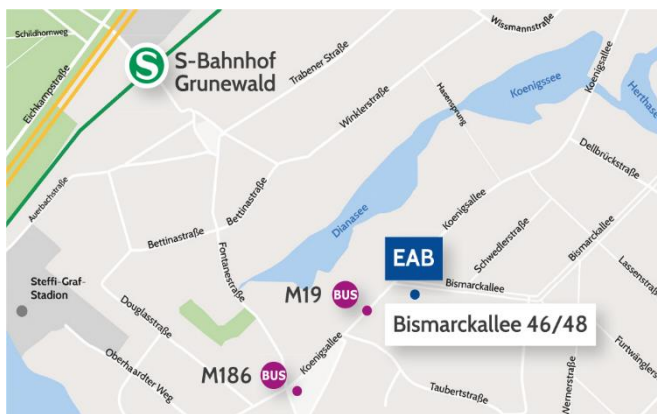 Schildhornweg
Eichkampstraße
S
S-Bahnhof
Grunewald
Trabener Straße
Wissmannstraße
Koenigsallee
Koenigssee
Winklerstraße
Hasensprung
Dellbrückstraße
Auerbachstraße
Bettinastraße
Bettinastraße
Fontanestraße
Dianasee
Koenigsallee
Schwedlerstraße
Bismarckallee
Lassenstraße
EAB
Bismarckallee
Steffi-Graf-
Stadion
Douglasstraße
M19
BUS
Bismarckallee 46/48
Oberhaardter Weg
M186
BUS
Koenigsallee
Taubertstraße
Wernerstraße